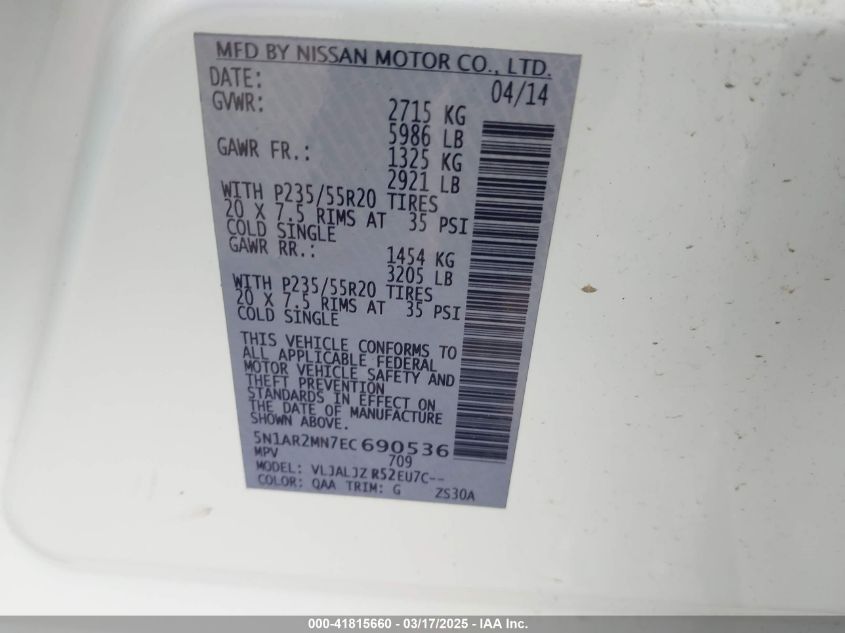 MFD BY NISSAN MOTOR CO., LTD.
DATE: 04/14
GVWR: 2715 KG
5986 LB
GAWR FR.: 1325 KG
2921 LB
WITH P235/55R20 TIRES
20 X 7.5 RIMS AT 35 PSI
COLD SINGLE
GAWR RR.: 1454 KG
3205 LB
WITH P235/55R20 TIRES
20 X 7.5 RIMS AT 35 PSI
COLD SINGLE
THIS VEHICLE CONFORMS TO
ALL APPLICABLE FEDERAL
MOTOR VEHICLE SAFETY AND
THEFT PREVENTION
STANDARDS IN EFFECT ON
THE DATE OF MANUFACTURE
SHOWN ABOVE.
5N1AR2MN7EC690536
MPV 709
MODEL: VLJALJZ R52EU7C--
COLOR: QAA TRIM: G ZS30A
000-41815660 - 03/17/2025 - IAA Inc.